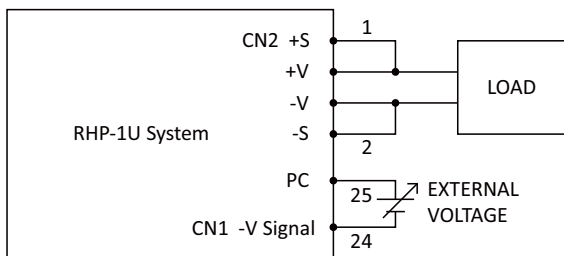 CN2 +S
1
+V
-V
-S
2
LOAD
RHP-1U System
PC
25
EXTERNAL
VOLTAGE
CN1 -V Signal
24